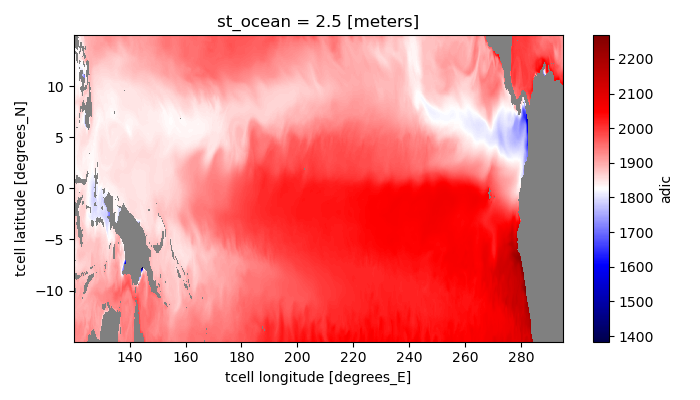 st_ocean = 2.5 [meters]
10
5
0
−5
−10
tcell latitude [degrees_N]
140 160 180 200 220 240 260 280
tcell longitude [degrees_E]
2200
2100
2000
1900
1800
1700
1600
1500
1400
adic